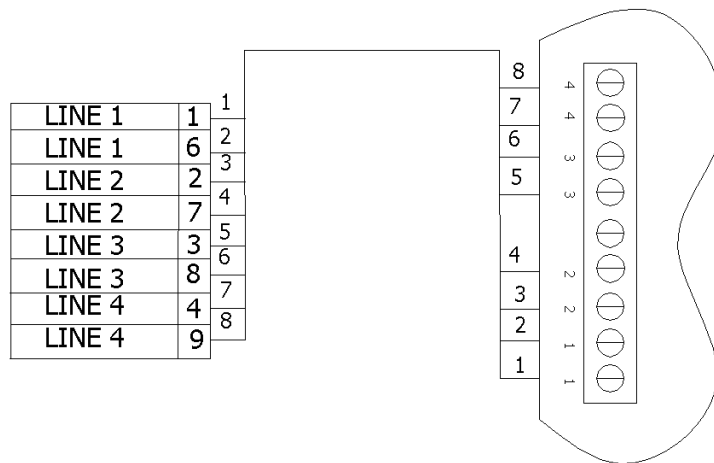 LINE 1 1 1
LINE 1 6 2
LINE 2 2 3
LINE 2 7 4
LINE 3 3 5
LINE 3 8 6
LINE 4 4 7
LINE 4 9 8
8 4
7 4
6 3
5 3
4 2
3 2
2 1
1 1